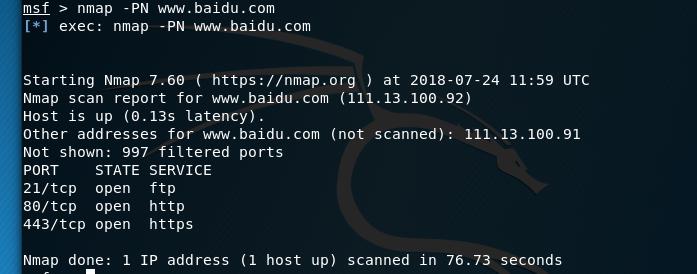 msf > nmap -PN www.baidu.com
[*] exec: nmap -PN www.baidu.com
Starting Nmap 7.60 ( https://nmap.org ) at 2018-07-24 11:59 UTC
Nmap scan report for www.baidu.com (111.13.100.92)
Host is up (0.13s latency).
Other addresses for www.baidu.com (not scanned): 111.13.100.91
Not shown: 997 filtered ports
PORT    STATE SERVICE
21/tcp  open  ftp
80/tcp  open  http
443/tcp open  https
Nmap done: 1 IP address (1 host up) scanned in 76.73 seconds